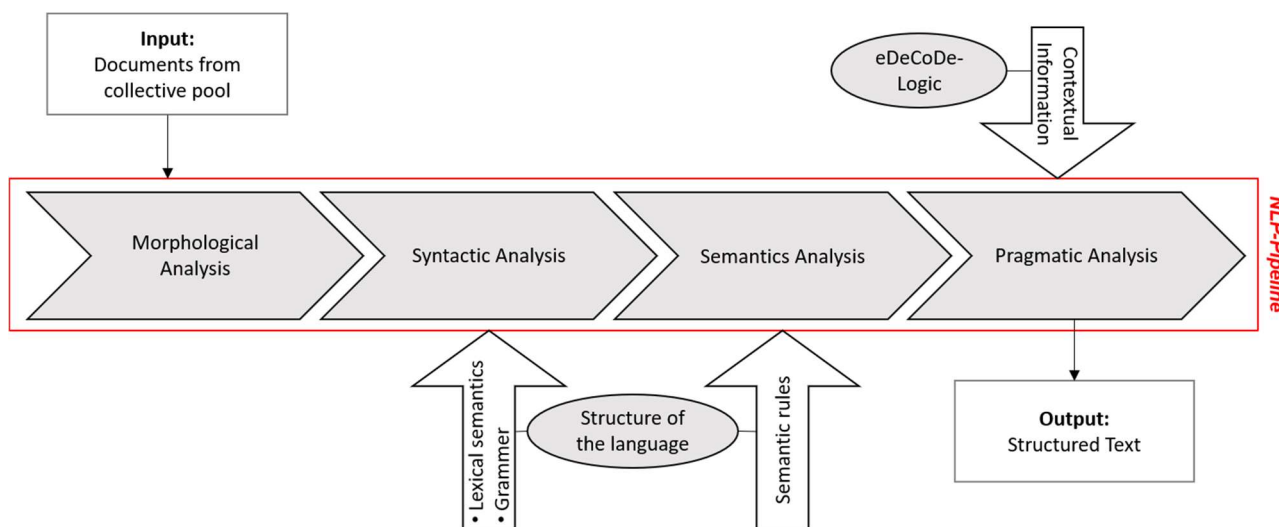 Input:
Documents from
collective pool
eDeCoDe-
Logic
Contextual
Information
Morphological
Analysis
Syntactic Analysis
Semantics Analysis
Pragmatic Analysis
NLP-Pipeline
• Lexical semantics
• Grammer
Structure of
the language
Semantic rules
Output:
Structured Text